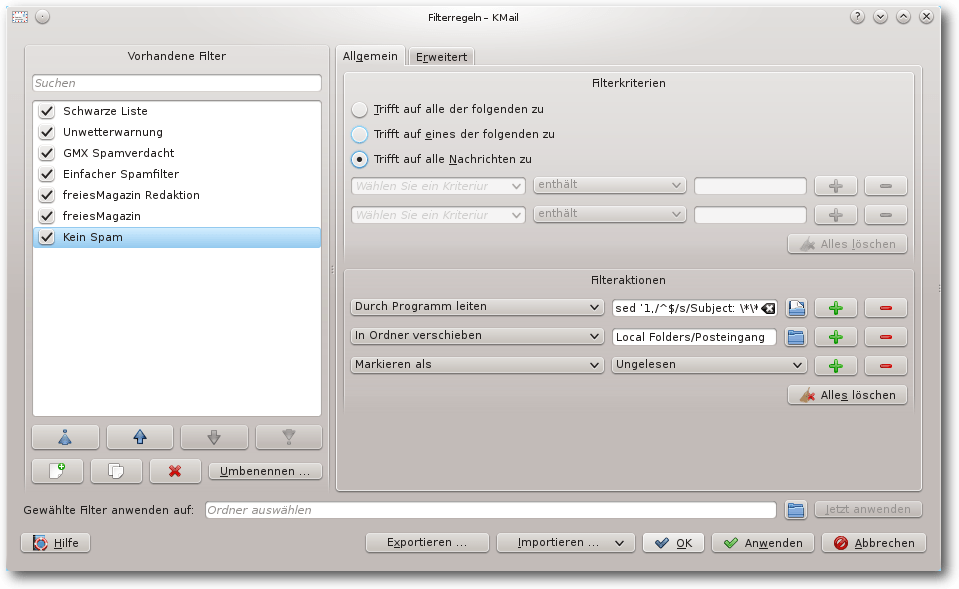 Filterregeln – KMail
Vorhandene Filter
Suchen
Schwarze Liste
Unwetterwarnung
GMX Spamverdacht
Einfacher Spamfilter
freiesMagazin Redaktion
freiesMagazin
Kein Spam
Umbenennen ...
Allgemein
Erweitert
Filterkriterien
Trifft auf alle der folgenden zu
Trifft auf eines der folgenden zu
Trifft auf alle Nachrichten zu
Wählen Sie ein Kriteriur enthält
Wählen Sie ein Kriteriur enthält
Alles löschen
Filteraktionen
Durch Programm leiten sed '1,/^$/s/Subject: \*\*
In Ordner verschieben Local Folders/Posteingang
Markieren als Ungelesen
Alles löschen
Gewählte Filter anwenden auf: Ordner auswählen Jetzt anwenden
Hilfe Exportieren ... Importieren ... OK Anwenden Abbrechen